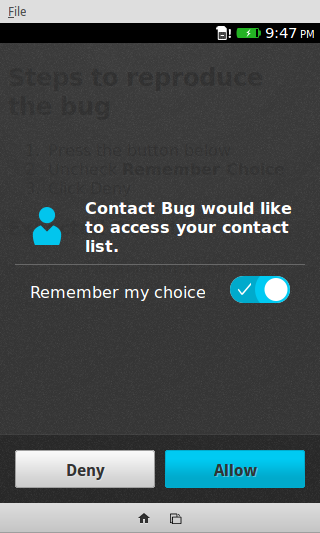 File
9:47 PM
Steps to reproduce
the bug
1. Press the button below
2. Uncheck Remember Choice
3. Click Deny
Contact Bug would like
to access your contact
list.
Remember my choice
Deny
Allow